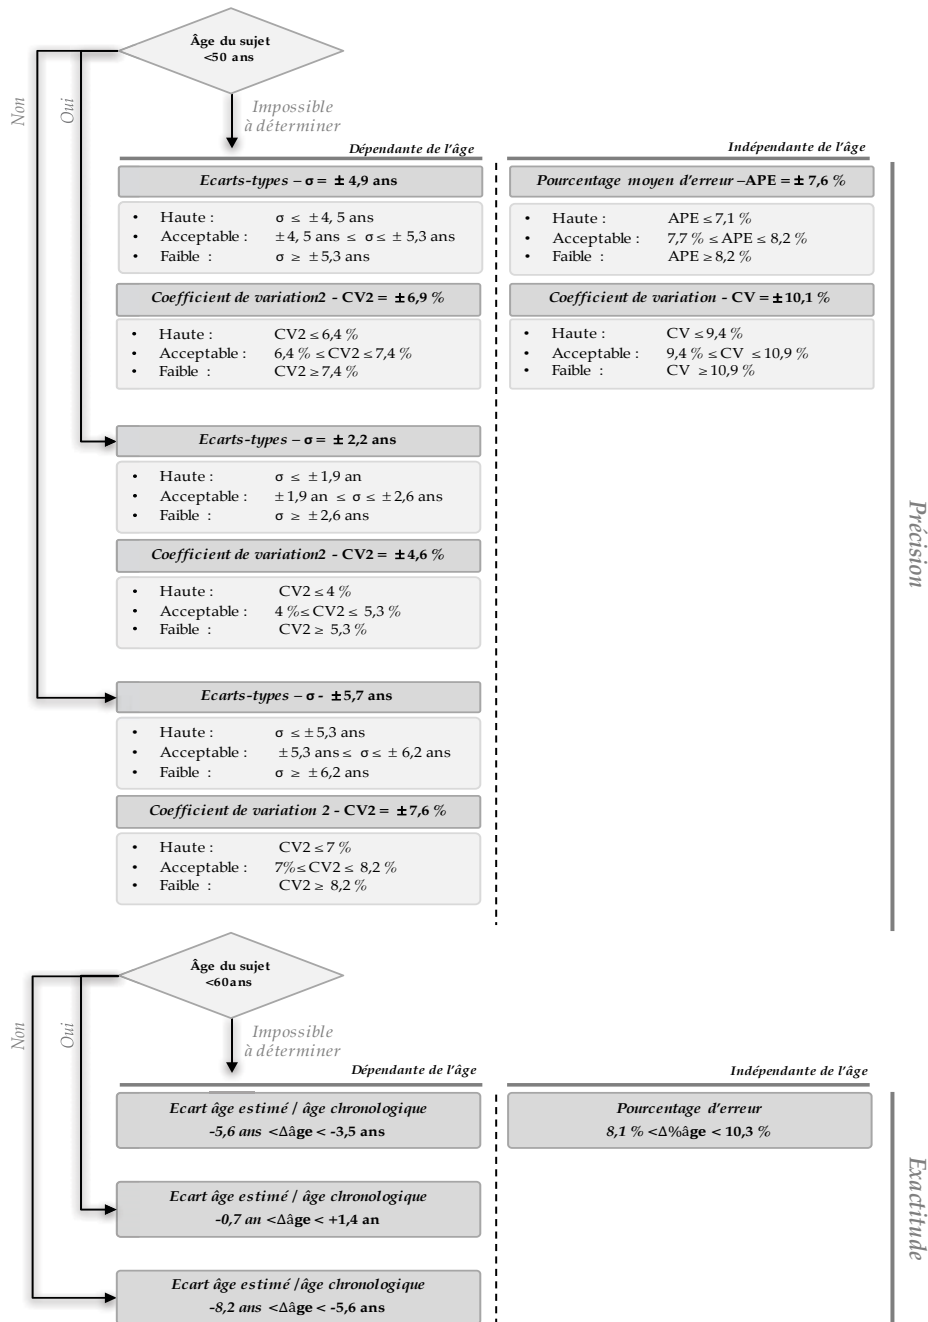 Âge du sujet
<50 ans
Non
Oui
Impossible
à déterminer
Dépendante de l'âge
Indépendante de l'âge
Ecarts-types – σ = ± 4,9 ans
• Haute : σ ≤ ±4, 5 ans
• Acceptable : ±4, 5 ans ≤ σ ≤ ± 5,3 ans
• Faible : σ ≥ ±5,3 ans
Pourcentage moyen d'erreur –APE = ± 7,6 %
• Haute : APE ≤ 7,1 %
• Acceptable : 7,7 % ≤ APE ≤ 8,2 %
• Faible : APE ≥ 8,2 %
Coefficient de variation2 - CV2 = ±6,9 %
• Haute : CV2 ≤ 6,4 %
• Acceptable : 6,4 % ≤ CV2 ≤ 7,4 %
• Faible : CV2 ≥ 7,4 %
Coefficient de variation - CV = ±10,1 %
• Haute : CV ≤ 9,4 %
• Acceptable : 9,4 % ≤ CV ≤ 10,9 %
• Faible : CV ≥ 10,9 %
Ecarts-types – σ = ± 2,2 ans
• Haute : σ ≤ ±1,9 an
• Acceptable : ±1,9 an ≤ σ ≤ ±2,6 ans
• Faible : σ ≥ ±2,6 ans
Coefficient de variation2 - CV2 = ±4,6 %
• Haute : CV2 ≤ 4 %
• Acceptable : 4 % ≤ CV2 ≤ 5,3 %
• Faible : CV2 ≥ 5,3 %
Ecarts-types – σ - ±5,7 ans
• Haute : σ ≤ ±5,3 ans
• Acceptable : ±5,3 ans ≤ σ ≤ ± 6,2 ans
• Faible : σ ≥ ±6,2 ans
Coefficient de variation 2 - CV2 = ±7,6 %
• Haute : CV2 ≤ 7 %
• Acceptable : 7% ≤ CV2 ≤ 8,2 %
• Faible : CV2 ≥ 8,2 %
Précision
Âge du sujet
<60ans
Non
Oui
Impossible
à déterminer
Dépendante de l'âge
Indépendante de l'âge
Ecart âge estimé / âge chronologique
-5,6 ans <Δâge < -3,5 ans
Pourcentage d'erreur
8,1 % <Δ%âge < 10,3 %
Ecart âge estimé / âge chronologique
-0,7 an <Δâge < +1,4 an
Ecart âge estimé /âge chronologique
-8,2 ans <Δâge < -5,6 ans
Exactitude